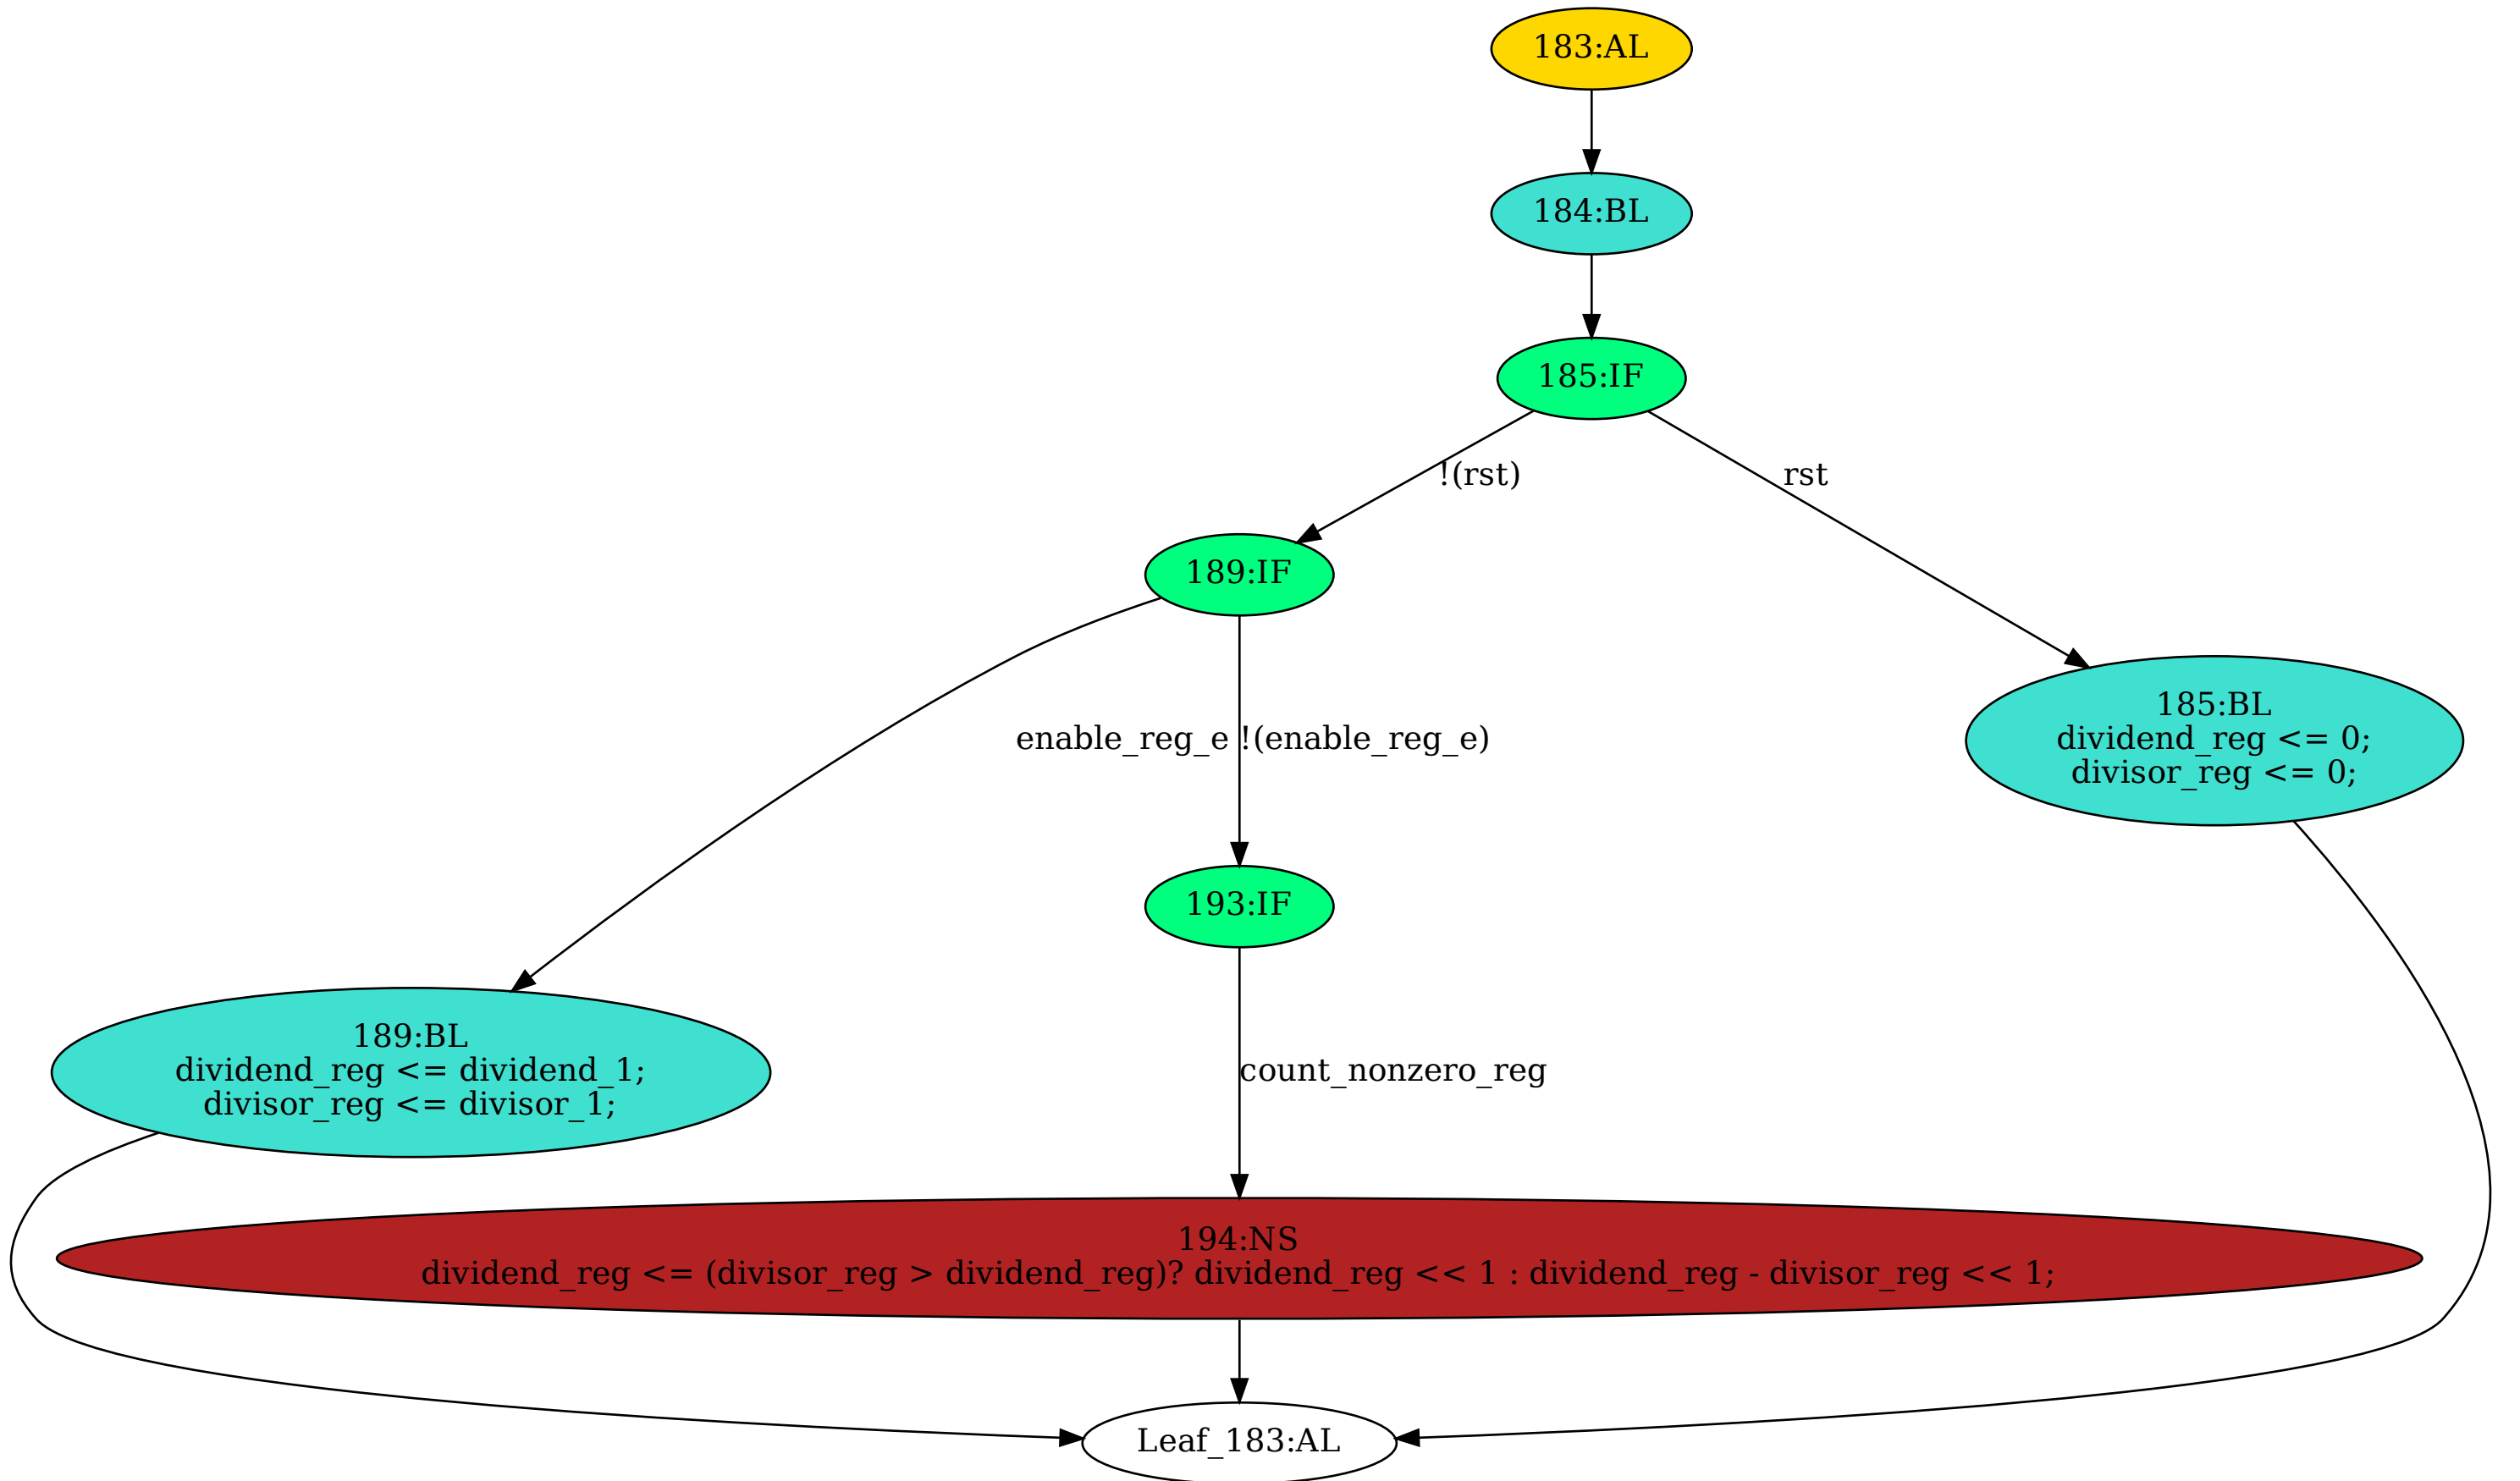 183:AL
184:BL
185:IF
!(rst)
rst
189:IF
185:BL
dividend_reg <= 0;
divisor_reg <= 0;
enable_reg_e
!(enable_reg_e)
193:IF
189:BL
dividend_reg <= dividend_1;
divisor_reg <= divisor_1;
count_nonzero_reg
194:NS
dividend_reg <= (divisor_reg > dividend_reg)? dividend_reg << 1 : dividend_reg - divisor_reg << 1;
Leaf_183:AL